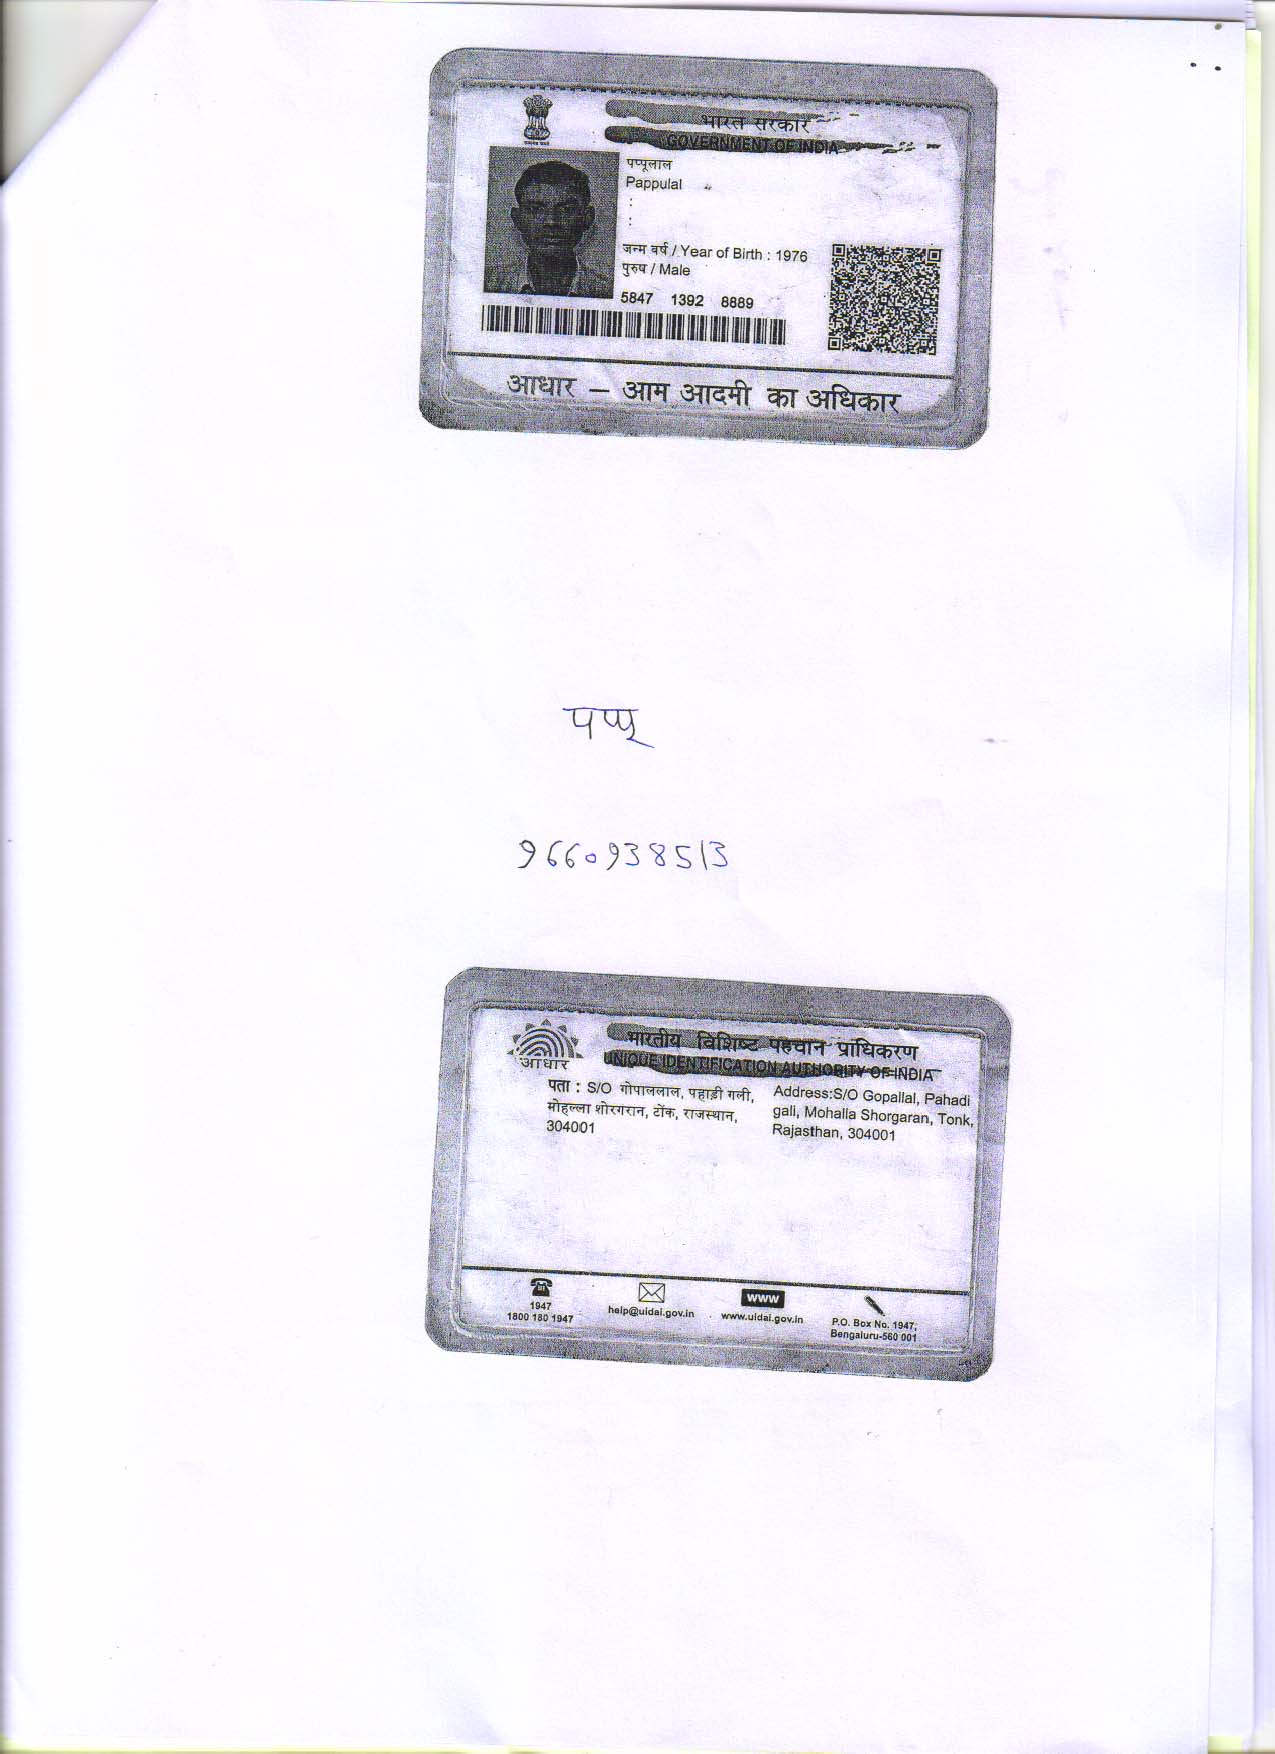 भारत सरकार
GOVERNMENT OF INDIA
पप्पूलाल
Pappulal
:
:
जन्म वर्ष / Year of Birth : 1976
पुरुष / Male
5847 1392 8889
आधार – आम आदमी का अधिकार
पप्पू
9660938513
भारतीय विशिष्ट पहचान प्राधिकरण
UNIQUE IDENTIFICATION AUTHORITY OF INDIA
आधार
पता : S/O गोपाललाल, पहाड़ी गली,
मोहल्ला शोरगरान, टोंक, राजस्थान,
304001
Address:S/O Gopallal, Pahadi
gali, Mohalla Shorgaran, Tonk,
Rajasthan, 304001
1947
1800 180 1947
help@uidai.gov.in
www
www.uidai.gov.in
P.O. Box No. 1947,
Bengaluru-560 001